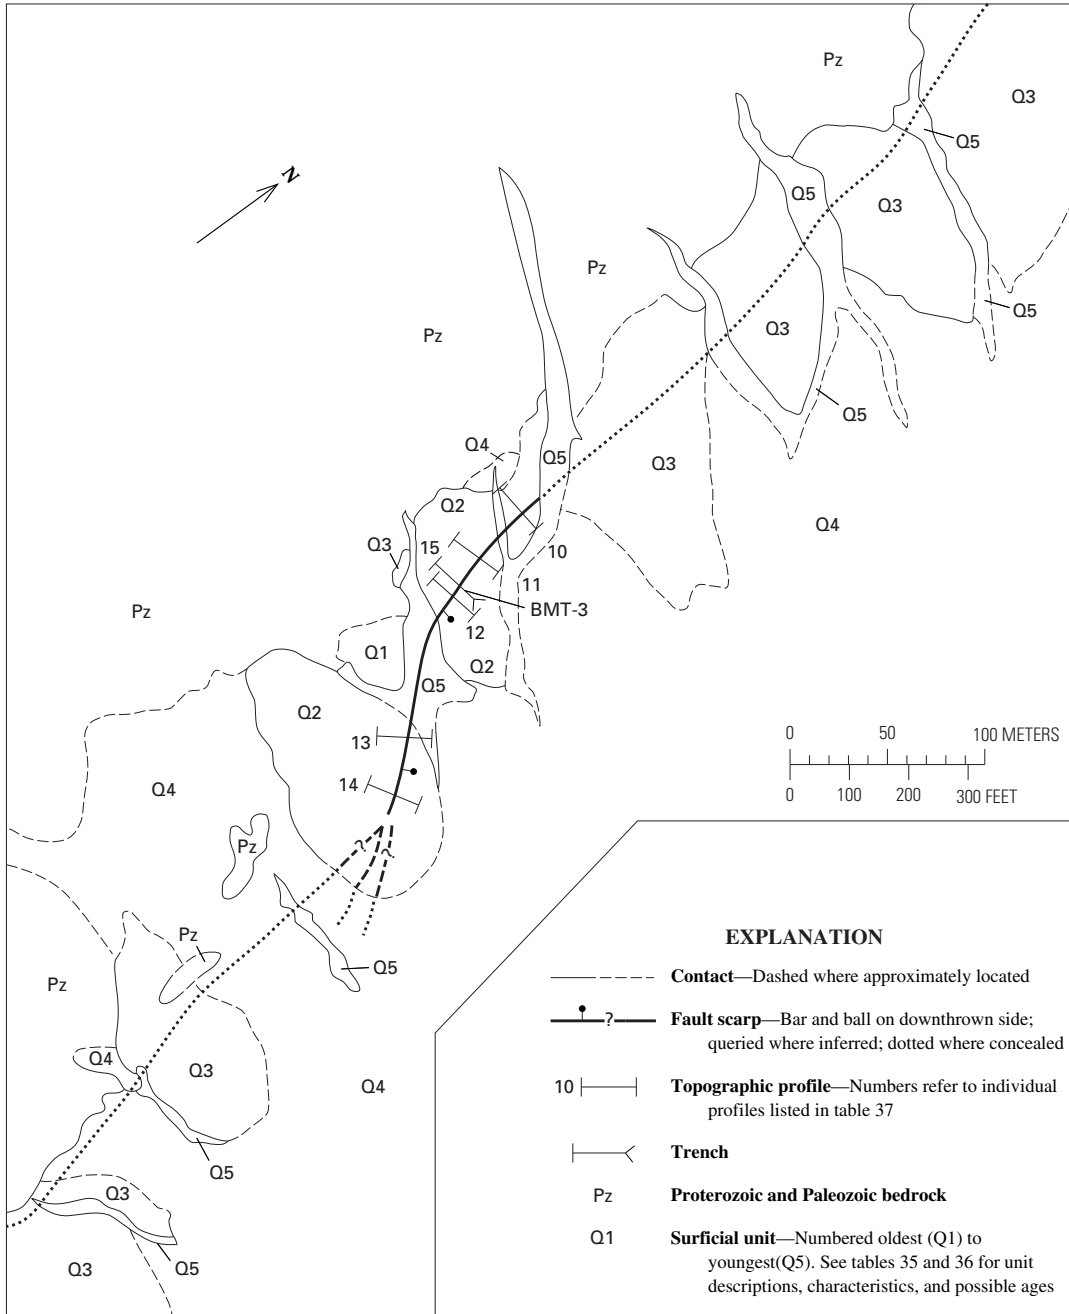 Pz
Q3
Q5
Q5
Q3
N
Pz
Q5
Q3
Pz
Q5
Q4
Q3
Q5
Q2
Q4
Q3
15
10
11
BMT-3
Pz
12
Q1
Q2
Q5
Q2
13
0 50 100 METERS
14
Q4
0 100 200 300 FEET
Pz
?
?
EXPLANATION
Pz
Q5
Contact—Dashed where approximately located
Pz
Fault scarp—Bar and ball on downthrown side;
queried where inferred; dotted where concealed
?
Q4
Q3
Q4
10
Topographic profile—Numbers refer to individual
profiles listed in table 37
Trench
Q5
Q3
Pz
Proterozoic and Paleozoic bedrock
Q1
Surficial unit—Numbered oldest (Q1) to
youngest(Q5). See tables 35 and 36 for unit
descriptions, characteristics, and possible ages
Q3
Q5